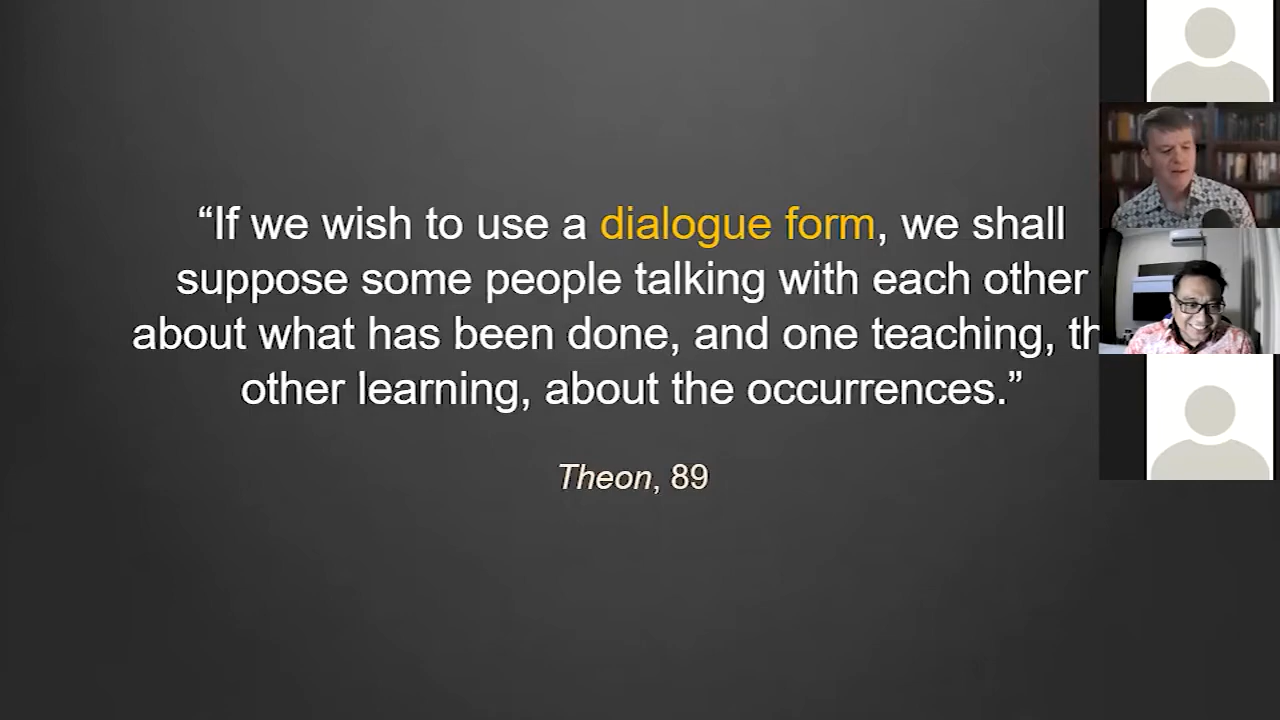 “If we wish to use a dialogue form, we shall
suppose some people talking with each other
about what has been done, and one teaching, th
other learning, about the occurrences.”
Theon, 89